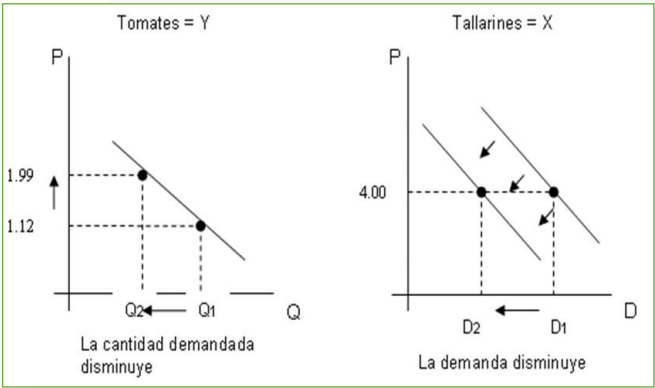 Tomates = Y
P
1.99
1.12
Q2
Q1
Q
La cantidad demandada
disminuye
Tallarines = X
P
4.00
D2
D1
D
La demanda disminuye